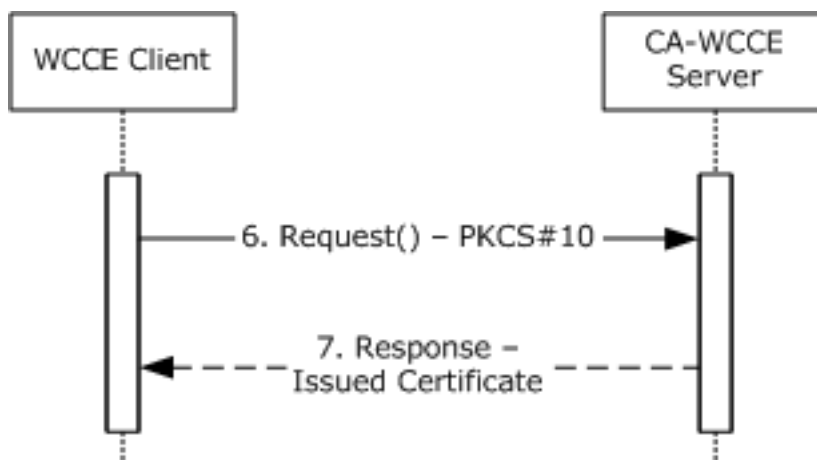 WCCE Client
CA-WCCE
Server
6. Request() – PKCS#10
7. Response –
Issued Certificate